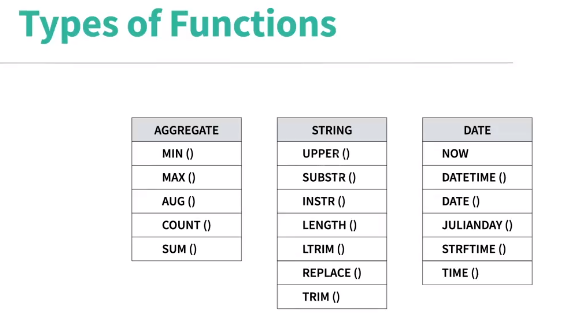 Types of Functions
AGGREGATE
MIN ()
MAX ()
AUG ()
COUNT ()
SUM ()
STRING
UPPER ()
SUBSTR ()
INSTR ()
LENGTH ()
LTRIM ()
REPLACE ()
TRIM ()
DATE
NOW
DATETIME ()
DATE ()
JULIANDAY ()
STRFTIME ()
TIME ()